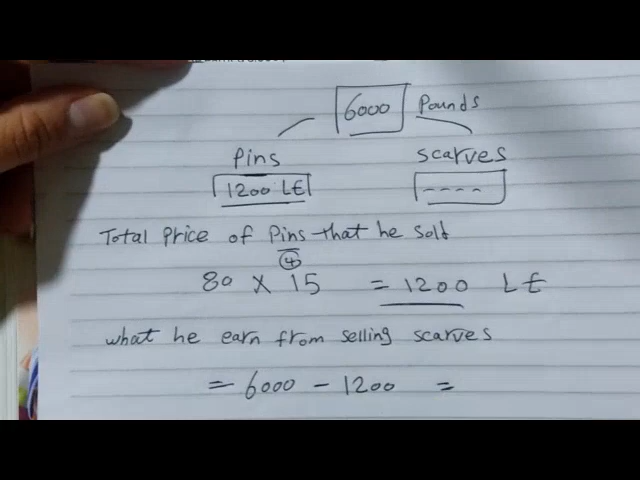 6000 Pounds
Pins scarves
1200 LE ----
Total price of Pins that he sold
4
80 × 15 = 1200 LE
what he earn from selling scarves
= 6000 - 1200 =